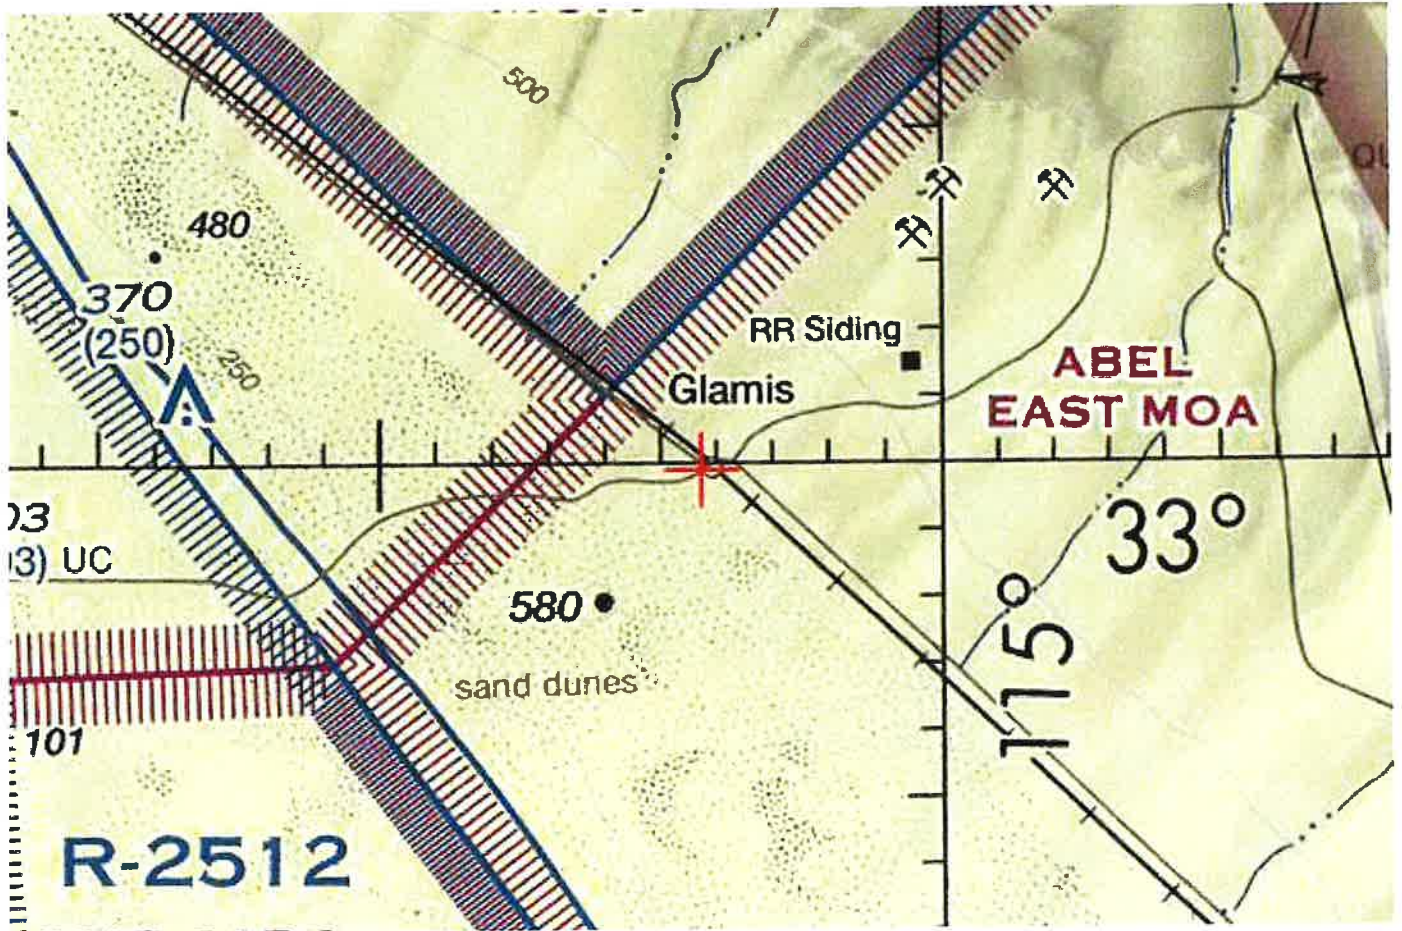 500
480
370
(250)
250
RR Siding
Glamis
ABEL
EAST MOA
33°
115°
3) UC
580
sand dunes
101
R-2512